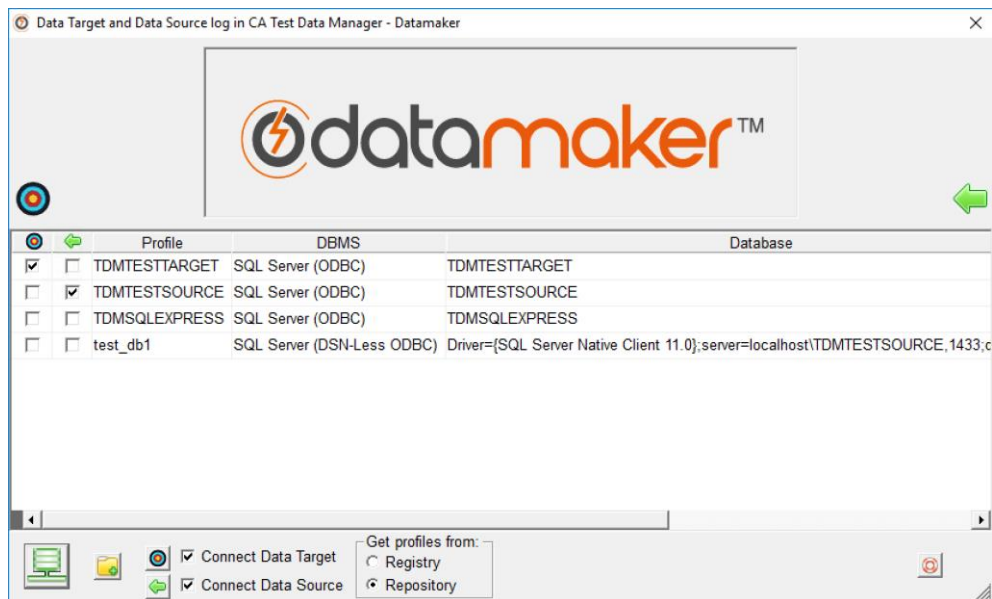 Data Target and Data Source log in CA Test Data Manager - Datamaker
datamaker™
Profile DBMS Database
TDMTESTTARGET SQL Server (ODBC) TDMTESTTARGET
TDMTESTSOURCE SQL Server (ODBC) TDMTESTSOURCE
TDMSQLEXPRESS SQL Server (ODBC) TDMSQLEXPRESS
test_db1 SQL Server (DSN-Less ODBC) Driver={SQL Server Native Client 11.0};server=localhost\TDMTESTSOURCE,1433;
Get profiles from:
Connect Data Target Registry
Connect Data Source Repository